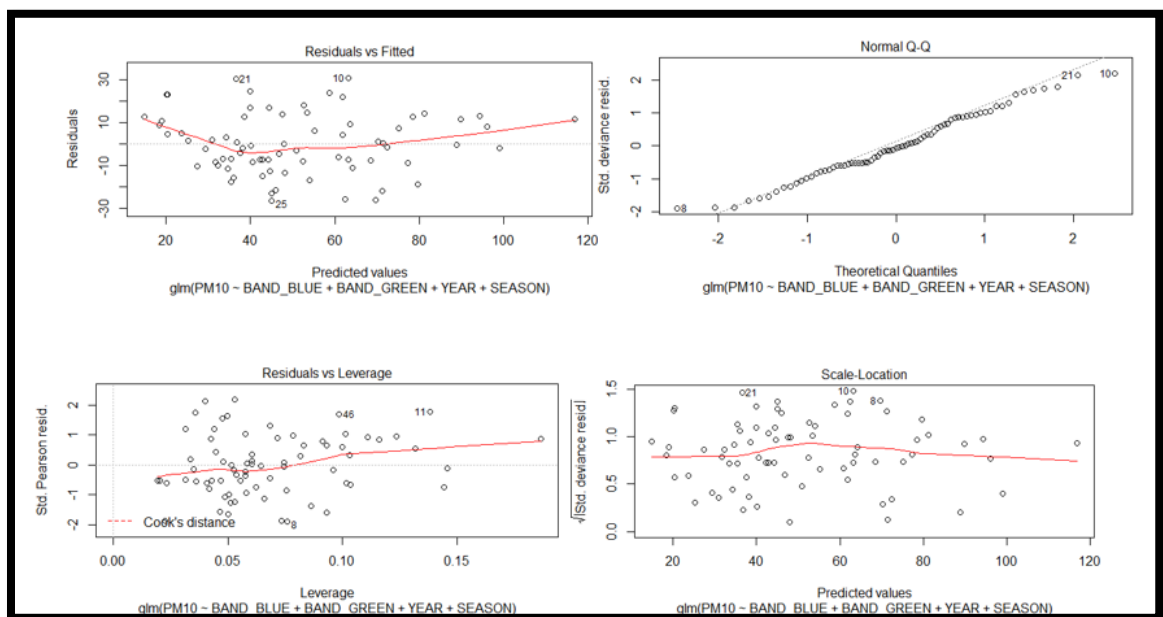 Residuals vs Fitted
Residuals
30
10
-10
-30
21
10
25
20 40 60 80 100 120
Predicted values
glm(PM10 ~ BAND_BLUE + BAND_GREEN + YEAR + SEASON)
Normal Q-Q
Std. deviance resid.
2
1
0
-1
-2
21
10
8
-2 -1 0 1 2
Theoretical Quantiles
glm(PM10 ~ BAND_BLUE + BAND_GREEN + YEAR + SEASON)
Residuals vs Leverage
Std. Pearson resid.
2
1
0
-1
-2
46
11
8
Cook's distance
0.00 0.05 0.10 0.15
Leverage
glm(PM10 ~ BAND_BLUE + BAND_GREEN + YEAR + SEASON)
Scale-Location
√|Std. deviance resid|
1.5
1.0
0.5
0.0
21
10
8
20 40 60 80 100 120
Predicted values
glm(PM10 ~ BAND_BLUE + BAND_GREEN + YEAR + SEASON)